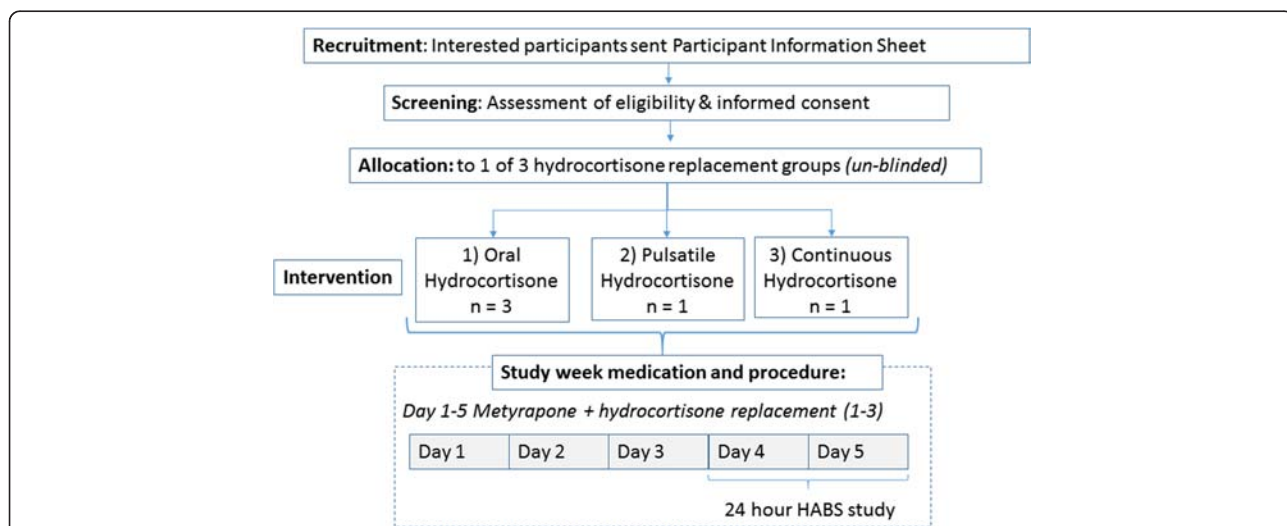 Recruitment: Interested participants sent Participant Information Sheet
Screening: Assessment of eligibility & informed consent
Allocation: to 1 of 3 hydrocortisone replacement groups (un-blinded)
Intervention
1) Oral
Hydrocortisone
n = 3
2) Pulsatile
Hydrocortisone
n = 1
3) Continuous
Hydrocortisone
n = 1
Study week medication and procedure:
Day 1-5 Metyrapone + hydrocortisone replacement (1-3)
Day 1 Day 2 Day 3 Day 4 Day 5
24 hour HABS study